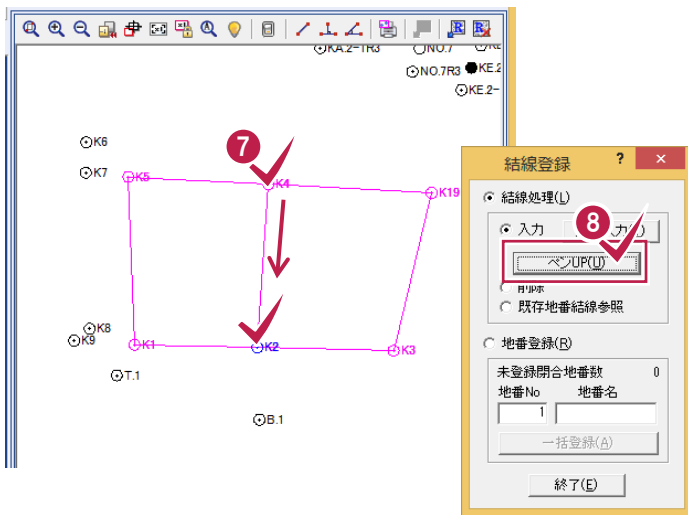 KA.2-1R3
NO.7
NO.7R3
KE.2
KE.2-
K6
K7
7
K5
K4
K19
K8
K9
K1
K2
K3
T.1
B.1
結線登録
?
×
結線処理(L)
入力
8
ペンUP(U)
削除
既存地番結線参照
地番登録(R)
未登録閉合地番数 0
地番No 地番名
1
一括登録(A)
終了(E)